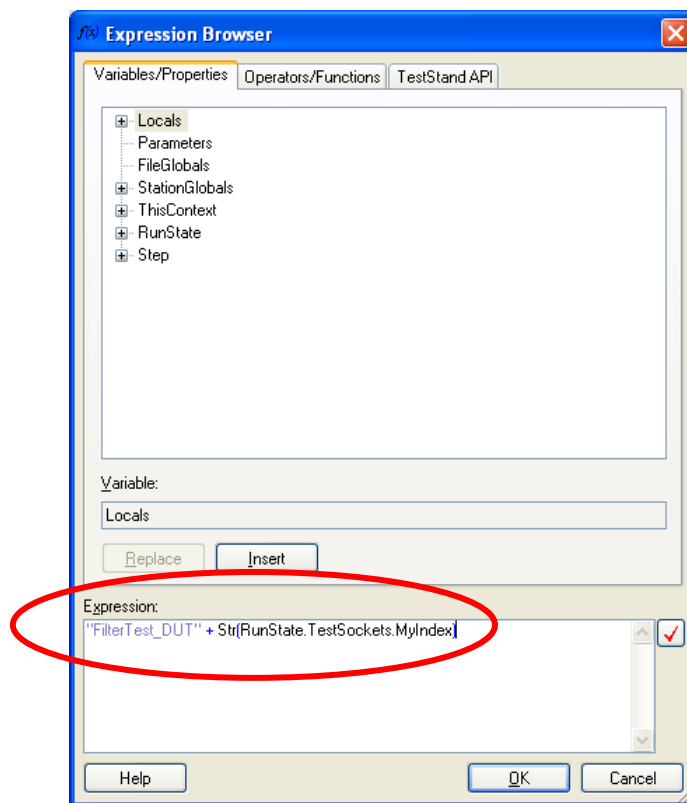 f(x) Expression Browser
Variables/Properties Operators/Functions TestStand API
Locals
Parameters
FileGlobals
StationGlobals
ThisContext
RunState
Step
Variable:
Locals
Replace Insert
Expression:
"FilterTest_DUT" + Str(RunState.TestSockets.MyIndex)
Help OK Cancel